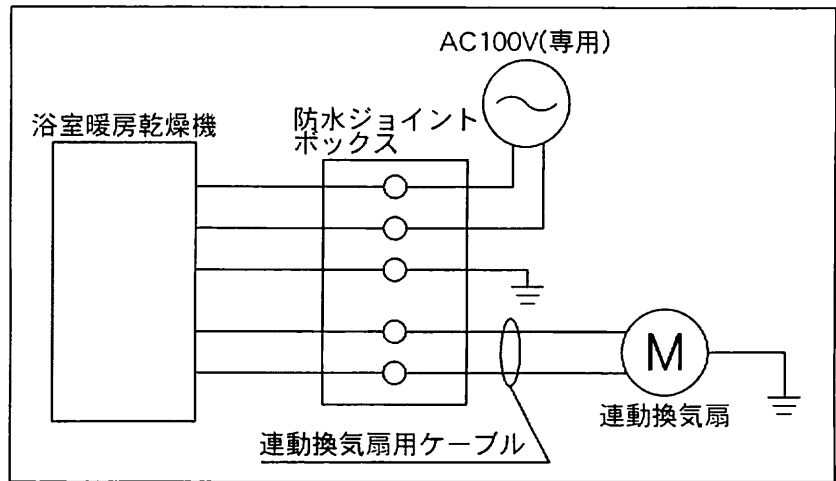 AC100V(専用)
浴室暖房乾燥機
防水ジョイント
ボックス
M
連動換気扇
連動換気扇用ケーブル